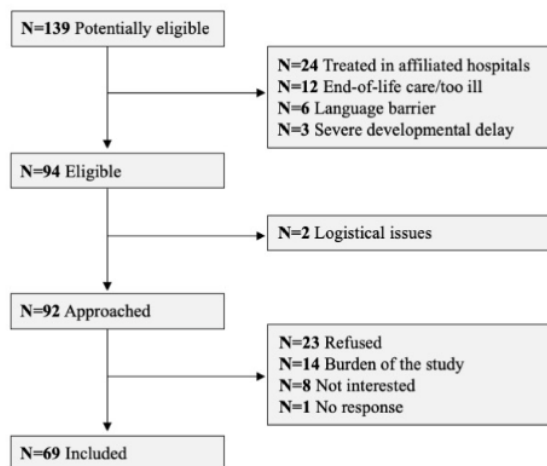 N=139 Potentially eligible
N=24 Treated in affiliated hospitals
N=12 End-of-life care/too ill
N=6 Language barrier
N=3 Severe developmental delay
N=94 Eligible
N=2 Logistical issues
N=92 Approached
N=23 Refused
N=14 Burden of the study
N=8 Not interested
N=1 No response
N=69 Included